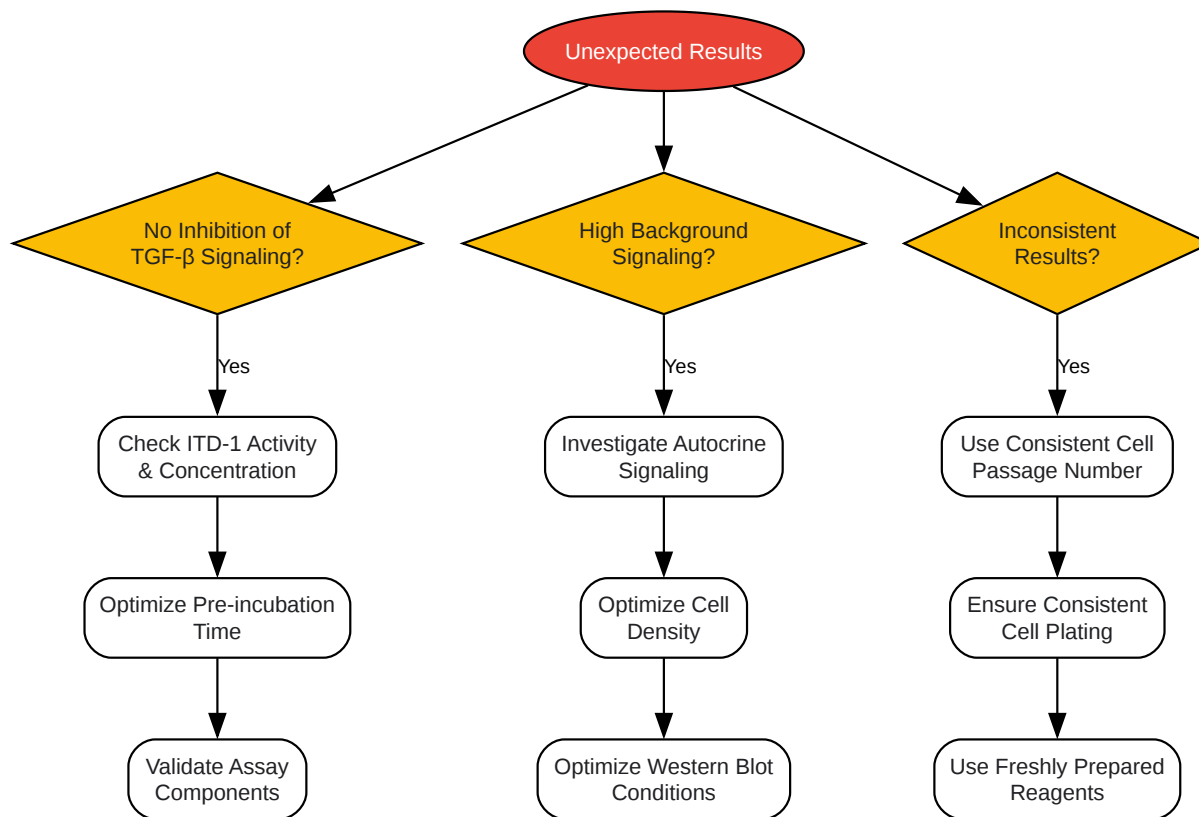 Unexpected Results
No Inhibition of
TGF-β Signaling?
High Background
Signaling?
Inconsistent
Results?
Yes
Yes
Yes
Check ITD-1 Activity
& Concentration
Investigate Autocrine
Signaling
Use Consistent Cell
Passage Number
Optimize Pre-incubation
Time
Optimize Cell
Density
Ensure Consistent
Cell Plating
Validate Assay
Components
Optimize Western Blot
Conditions
Use Freshly Prepared
Reagents